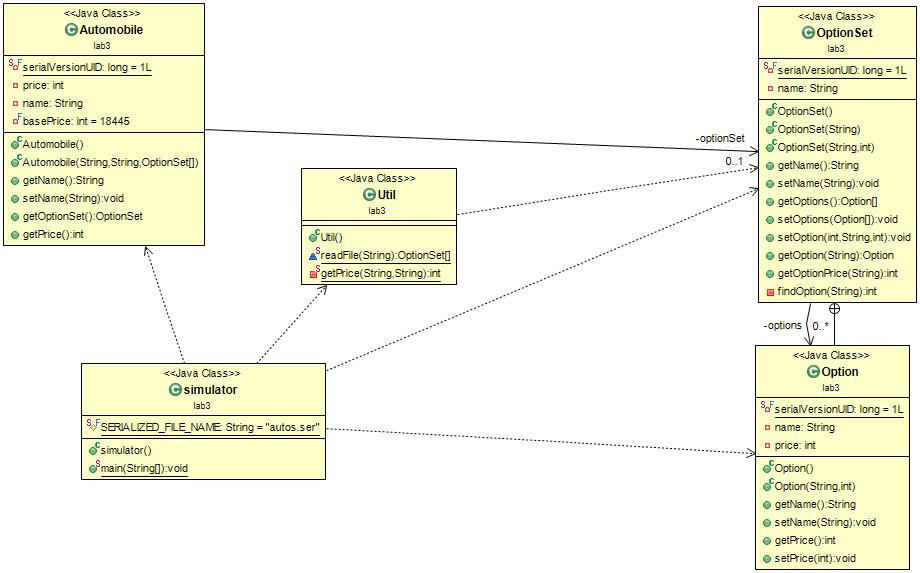 <<Java Class>>
Automobile
lab3
serialVersionUID: long = 1L
price: int
name: String
basePrice: int = 18445
Automobile()
Automobile(String,String,OptionSet[])
getName():String
setName(String):void
getOptionSet():OptionSet
getPrice():int
<<Java Class>>
OptionSet
lab3
serialVersionUID: long = 1L
name: String
OptionSet()
OptionSet(String)
OptionSet(String,int)
getName():String
setName(String):void
getOptions():Option[]
setOptions(Option[]):void
setOption(int,String,int):void
getOption(String):Option
getOptionPrice(String):int
findOption(String):int
-optionSet
0..1
<<Java Class>>
Util
lab3
Util()
readFile(String):OptionSet[]
getPrice(String,String):int
-options
0..*
<<Java Class>>
simulator
lab3
SERIALIZED_FILE_NAME: String = "autos.ser"
simulator()
main(String[]):void
<<Java Class>>
Option
lab3
serialVersionUID: long = 1L
name: String
price: int
Option()
Option(String,int)
getName():String
setName(String):void
getPrice():int
setPrice(int):void